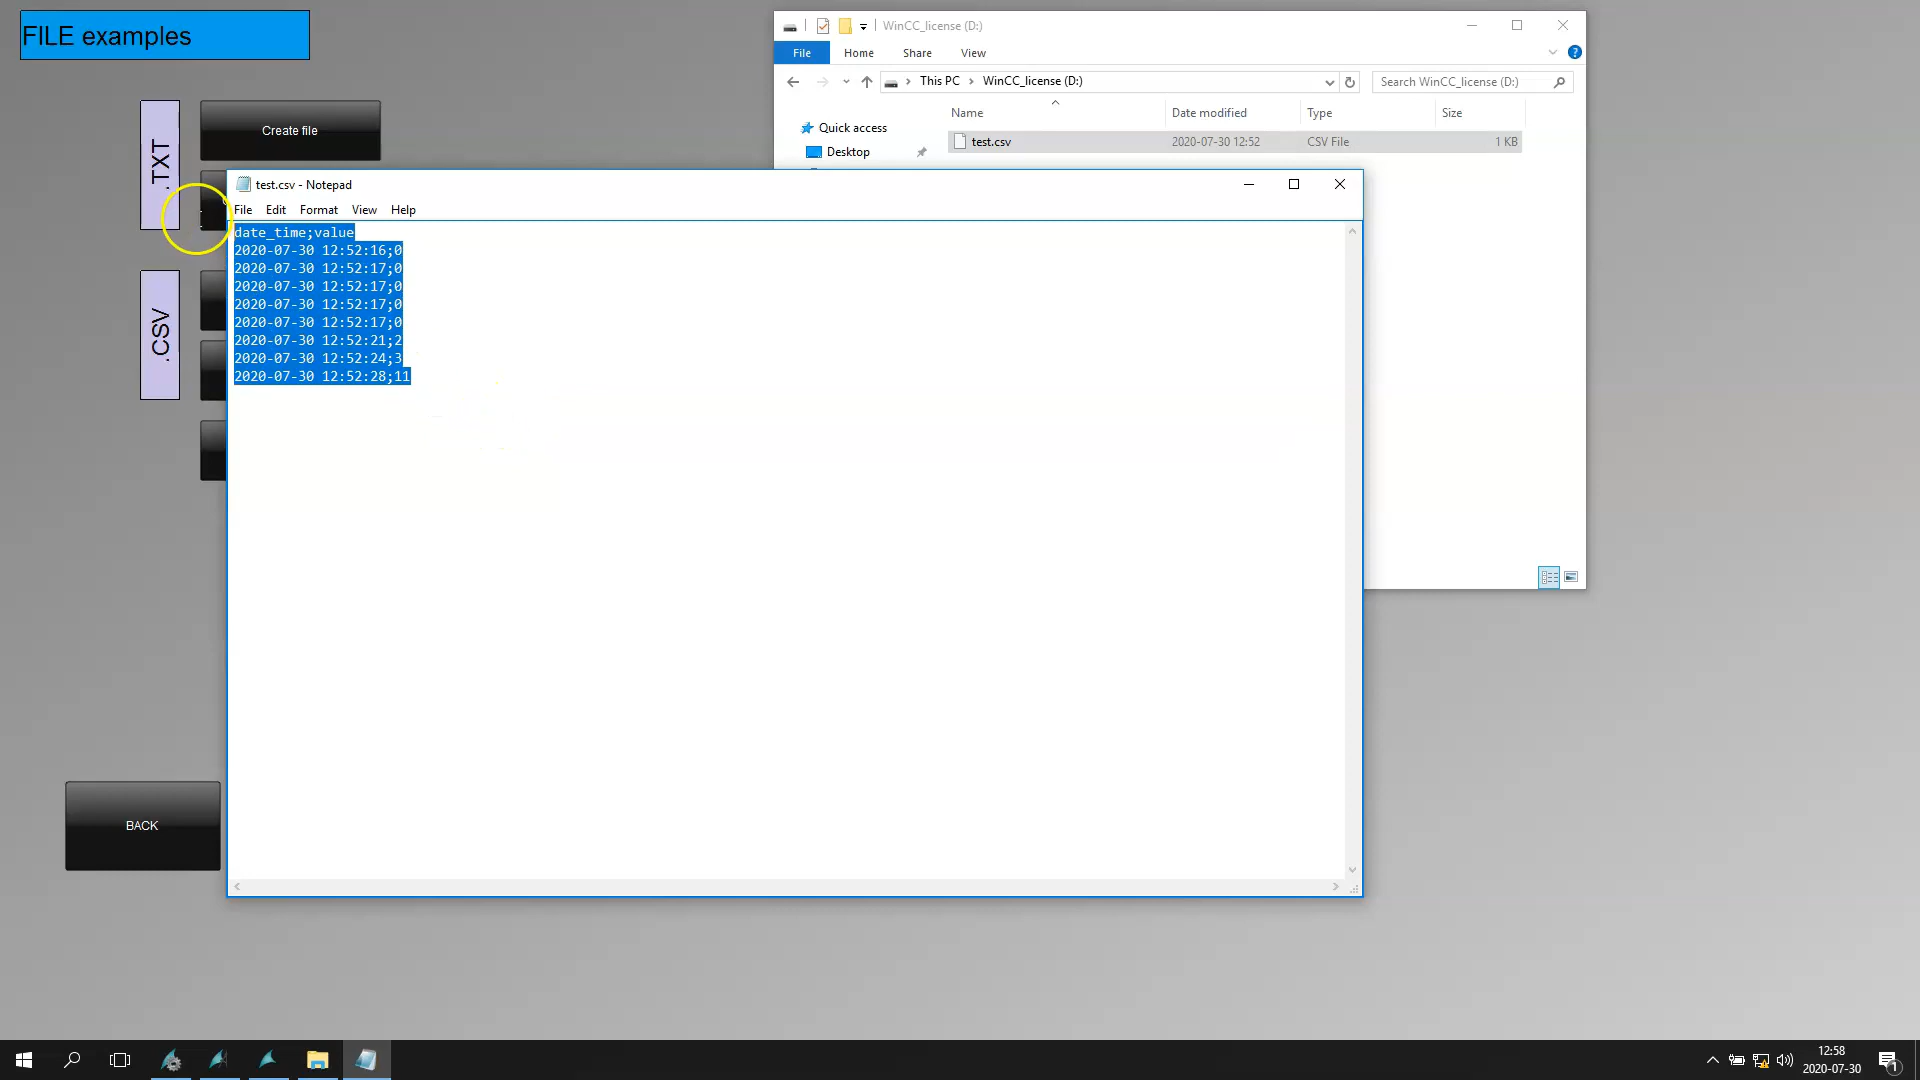 FILE examples
.TXT
Create file
.CSV
BACK
WinCC_license (D:)
File Home Share View
This PC WinCC_license (D:)
Search WinCC_license (D:)
Name Date modified Type Size
Quick access
Desktop
test.csv 2020-07-30 12:52 CSV File 1 KB
test.csv - Notepad
File Edit Format View Help
date_time;value
2020-07-30 12:52:16;0
2020-07-30 12:52:17;0
2020-07-30 12:52:17;0
2020-07-30 12:52:17;0
2020-07-30 12:52:17;0
2020-07-30 12:52:21;2
2020-07-30 12:52:24;3
2020-07-30 12:52:28;11
12:58
2020-07-30
1